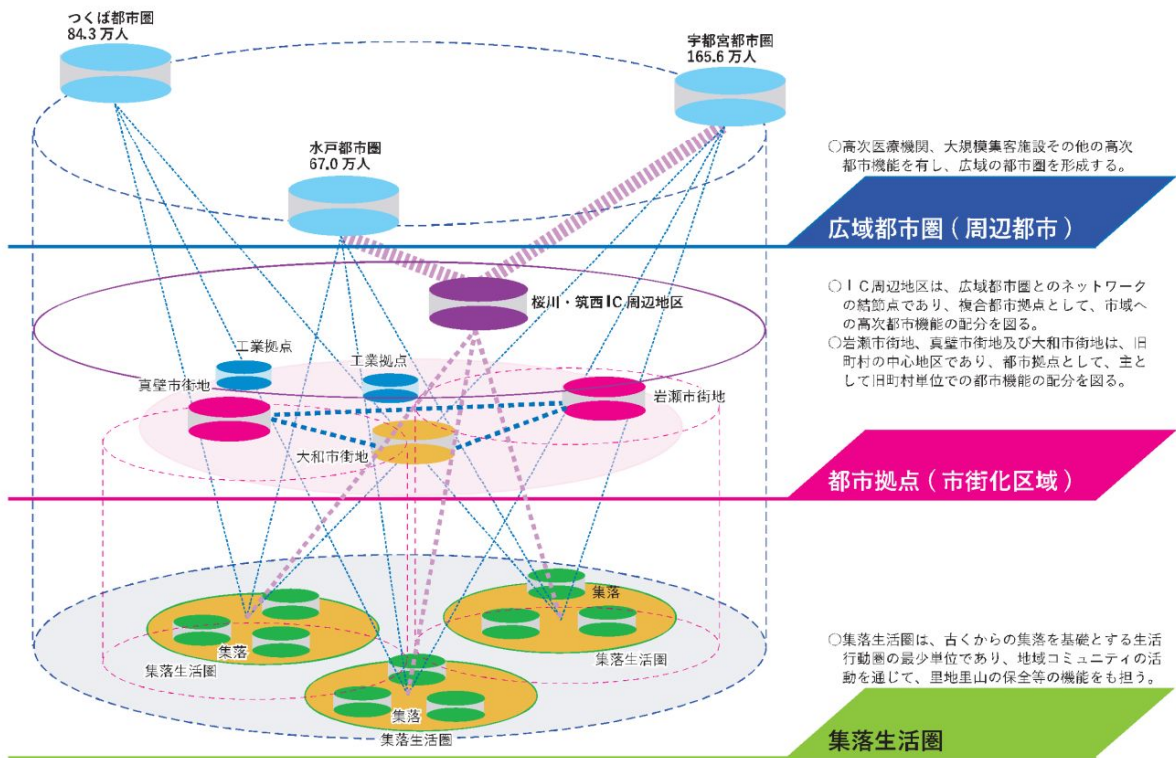 つくば都市圏
84.3 万人
宇都宮都市圏
165.6 万人
水戸都市圏
67.0 万人
○高次医療機関、大規模集客施設その他の高次
都市機能を有し、広域の都市圏を形成する。
広域都市圏 ( 周辺都市 )
桜川・筑西IC 周辺地区
○ＩＣ周辺地区は、広域都市圏とのネットワーク
の結節点であり、複合都市拠点として、市域へ
の高次都市機能の配分を図る。
○岩瀬市街地、真壁市街地及び大和市街地は、旧
町村の中心地区であり、都市拠点として、主と
して旧町村単位での都市機能の配分を図る。
工業拠点
工業拠点
真壁市街地
岩瀬市街地
大和市街地
都市拠点 ( 市街化区域 )
集落
集落
集落生活圏
集落生活圏
集落
集落生活圏
○集落生活圏は、古くからの集落を基礎とする生活
行動圏の最少単位であり、地域コミュニティの活
動を通じて、里地里山の保全等の機能をも担う。
集落生活圏